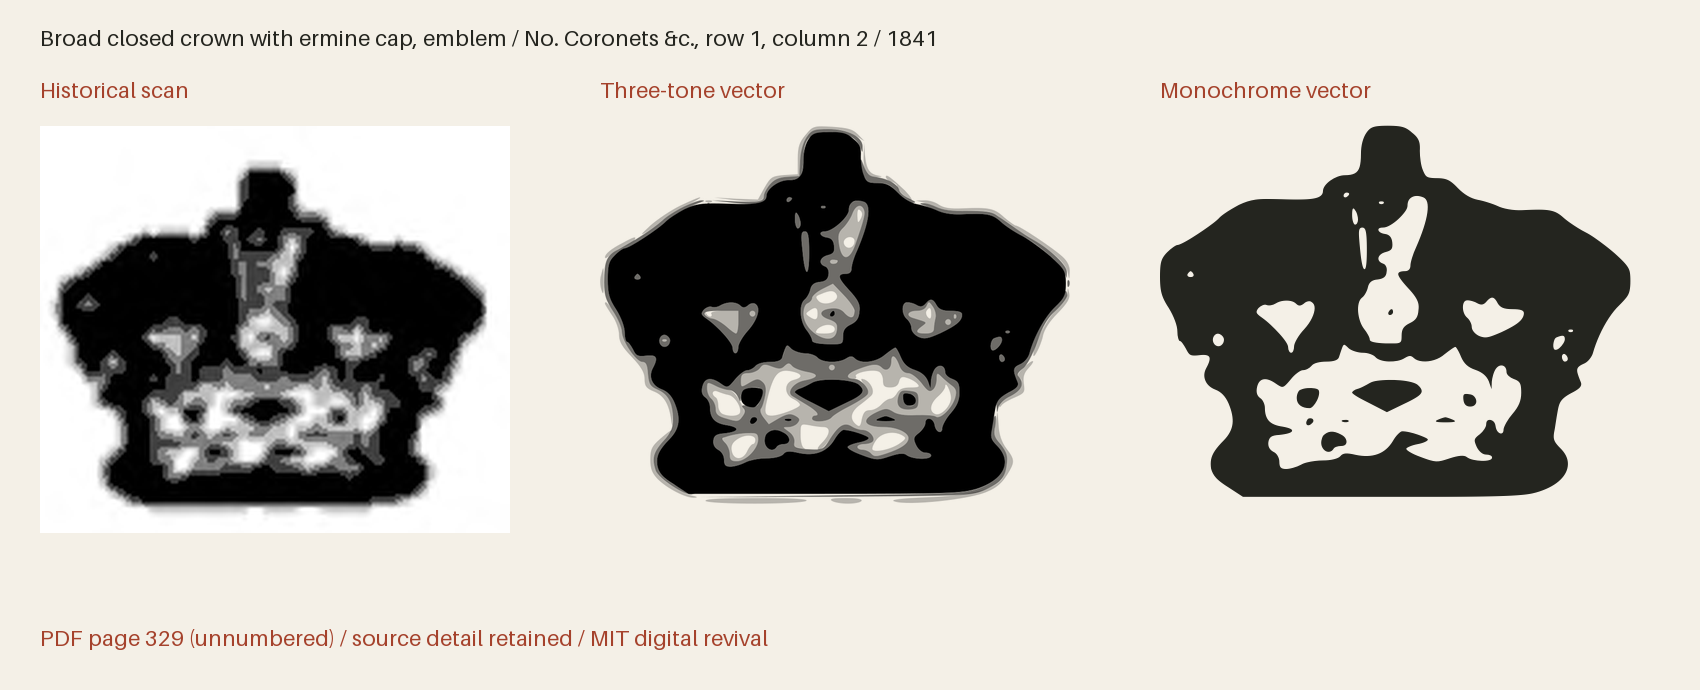 Broad closed crown with ermine cap, emblem / No. Coronets &c., row 1, column 2 / 1841
Historical scan
Three-tone vector
Monochrome vector
PDF page 329 (unnumbered) / source detail retained / MIT digital revival